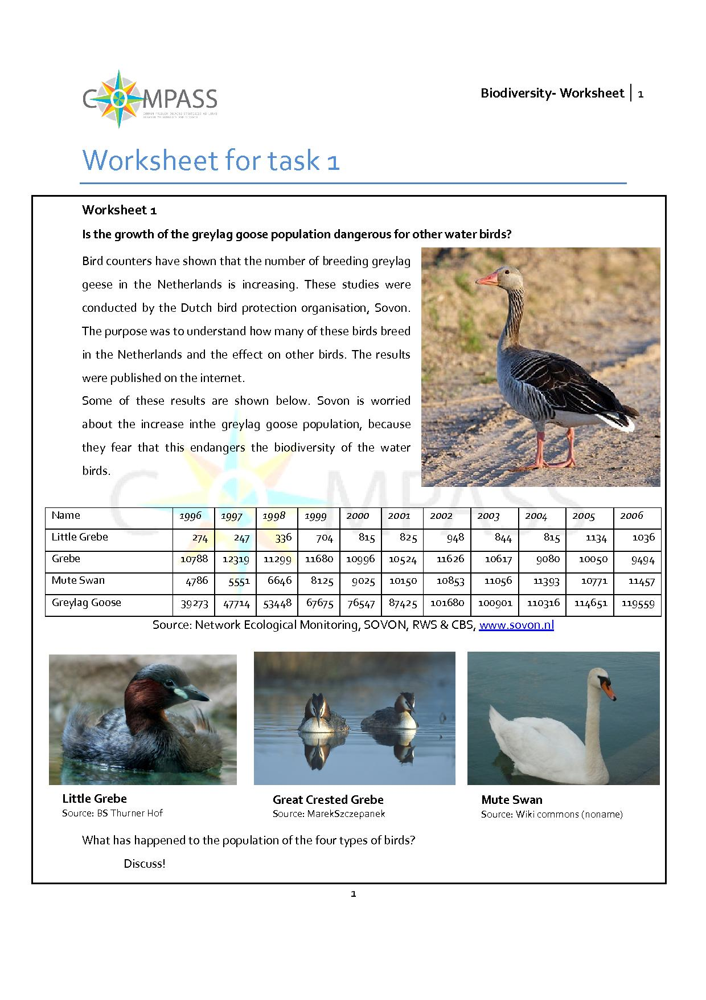 COMPASS
COMMON PROBLEM SOLVING STRATEGIES AS LINKS
BETWEEN MATHEMATICS AND SCIENCE
Biodiversity- Worksheet | 1
Worksheet for task 1
Worksheet 1
Is the growth of the greylag goose population dangerous for other water birds?
Bird counters have shown that the number of breeding greylag
geese in the Netherlands is increasing. These studies were
conducted by the Dutch bird protection organisation, Sovon.
The purpose was to understand how many of these birds breed
in the Netherlands and the effect on other birds. The results
were published on the internet.
Some of these results are shown below. Sovon is worried
about the increase inthe greylag goose population, because
they fear that this endangers the biodiversity of the water
birds.
COMPASS
Name 1996 1997 1998 1999 2000 2001 2002 2003 2004 2005 2006
Little Grebe 274 247 336 704 815 825 948 844 815 1134 1036
Grebe 10788 12319 11299 11680 10996 10524 11626 10617 9080 10050 9494
Mute Swan 4786 5551 6646 8125 9025 10150 10853 11056 11393 10771 11457
Greylag Goose 39273 47714 53448 67675 76547 87425 101680 100901 110316 114651 119559
Source: Network Ecological Monitoring, SOVON, RWS & CBS, www.sovon.nl
Little Grebe
Source: BS Thurner Hof
Great Crested Grebe
Source: MarekSzczepanek
Mute Swan
Source: Wiki commons (noname)
What has happened to the population of the four types of birds?
Discuss!
1